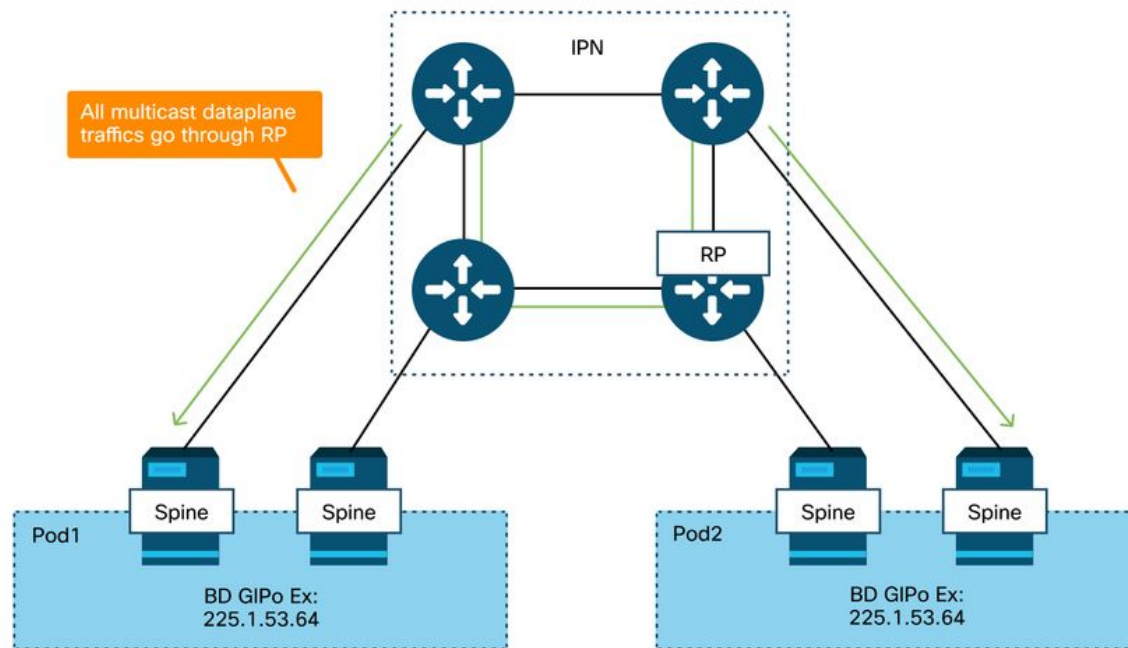 IPN
All multicast dataplane
traffics go through RP
RP
Spine
Spine
Spine
Spine
Pod1
Pod2
BD GIPo Ex:
225.1.53.64
BD GIPo Ex:
225.1.53.64